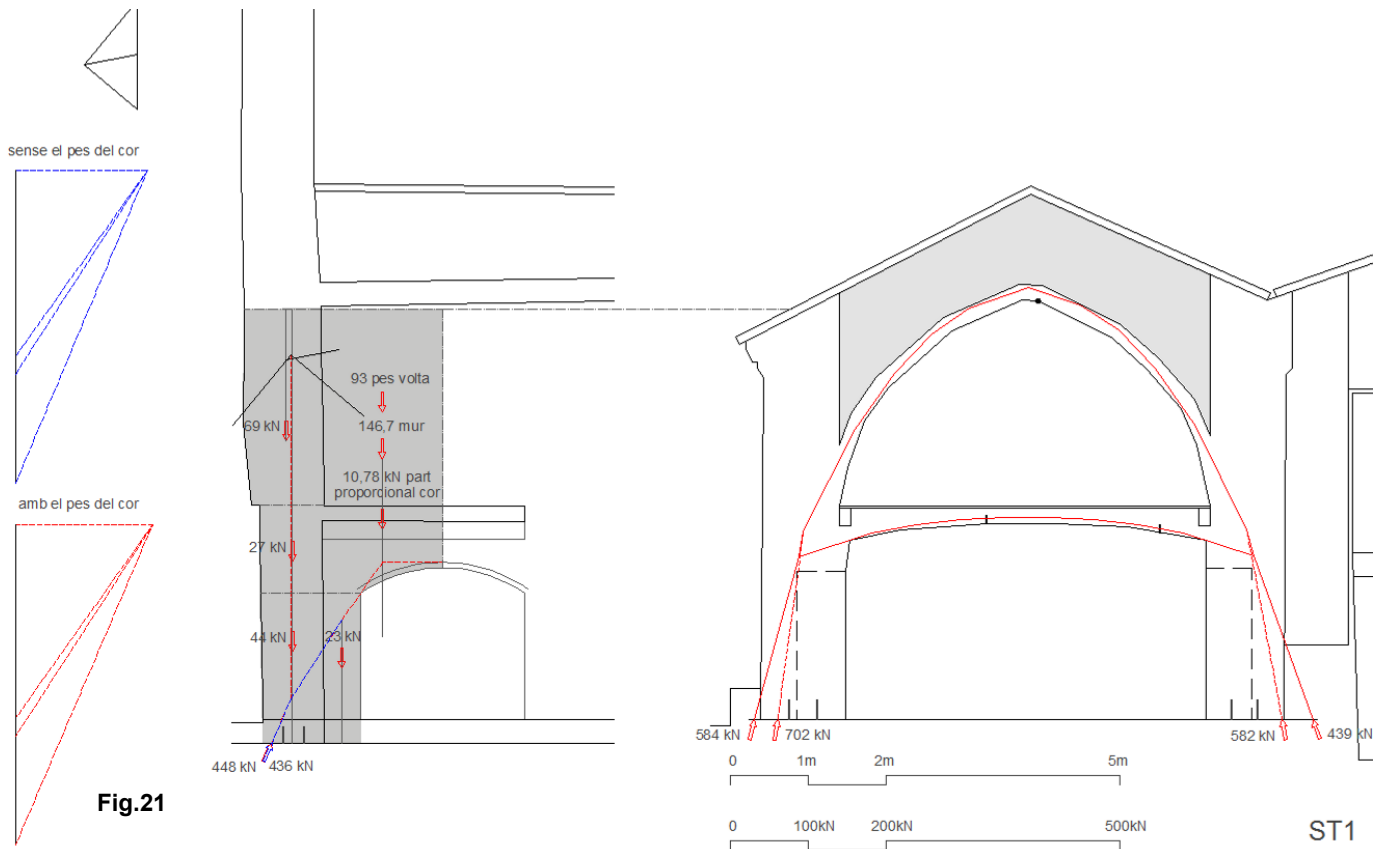 sense el pes del cor
amb el pes del cor
93 pes volta
69 kN
146,7 mur
10,78 kN part
proporcional cor
27 kN
44 kN
23 kN
448 kN
436 kN
Fig.21
584 kN
702 kN
582 kN
439 kN
0
1m
2m
5m
0
100kN
200kN
500kN
ST1